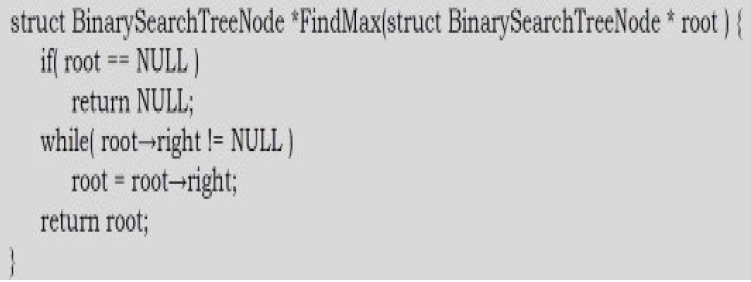 struct BinarySearchTreeNode *FindMax(struct BinarySearchTreeNode * root ) {
if( root == NULL )
return NULL;
while( root→right != NULL )
root = root→right;
return root;
}